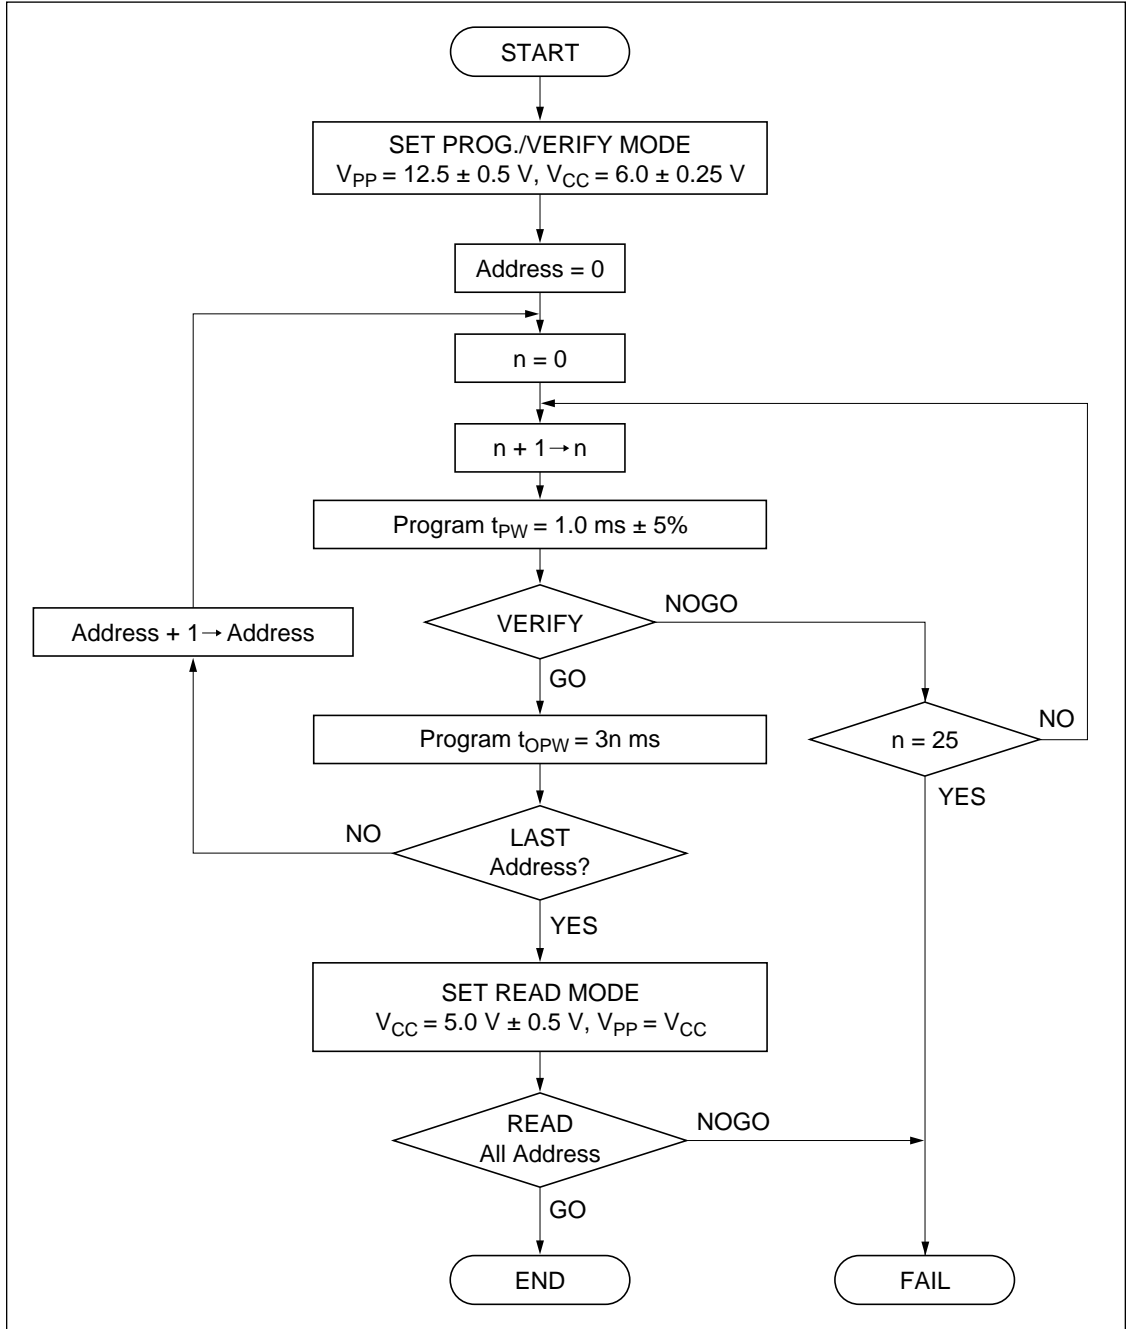 START
SET PROG./VERIFY MODE
VPP = 12.5 ± 0.5 V, VCC = 6.0 ± 0.25 V
Address = 0
n = 0
n + 1→n
Program tPW = 1.0 ms ± 5%
Address + 1→Address
VERIFY
NOGO
GO
Program tOPW = 3n ms
n = 25
NO
YES
NO
LAST
Address?
YES
SET READ MODE
VCC = 5.0 V ± 0.5 V, VPP = VCC
READ
All Address
NOGO
GO
END
FAIL